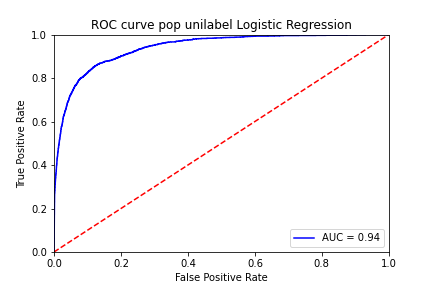 ROC curve pop unilabel Logistic Regression
True Positive Rate
1.0
0.8
0.6
0.4
0.2
0.0
AUC = 0.94
0.0 0.2 0.4 0.6 0.8 1.0
False Positive Rate